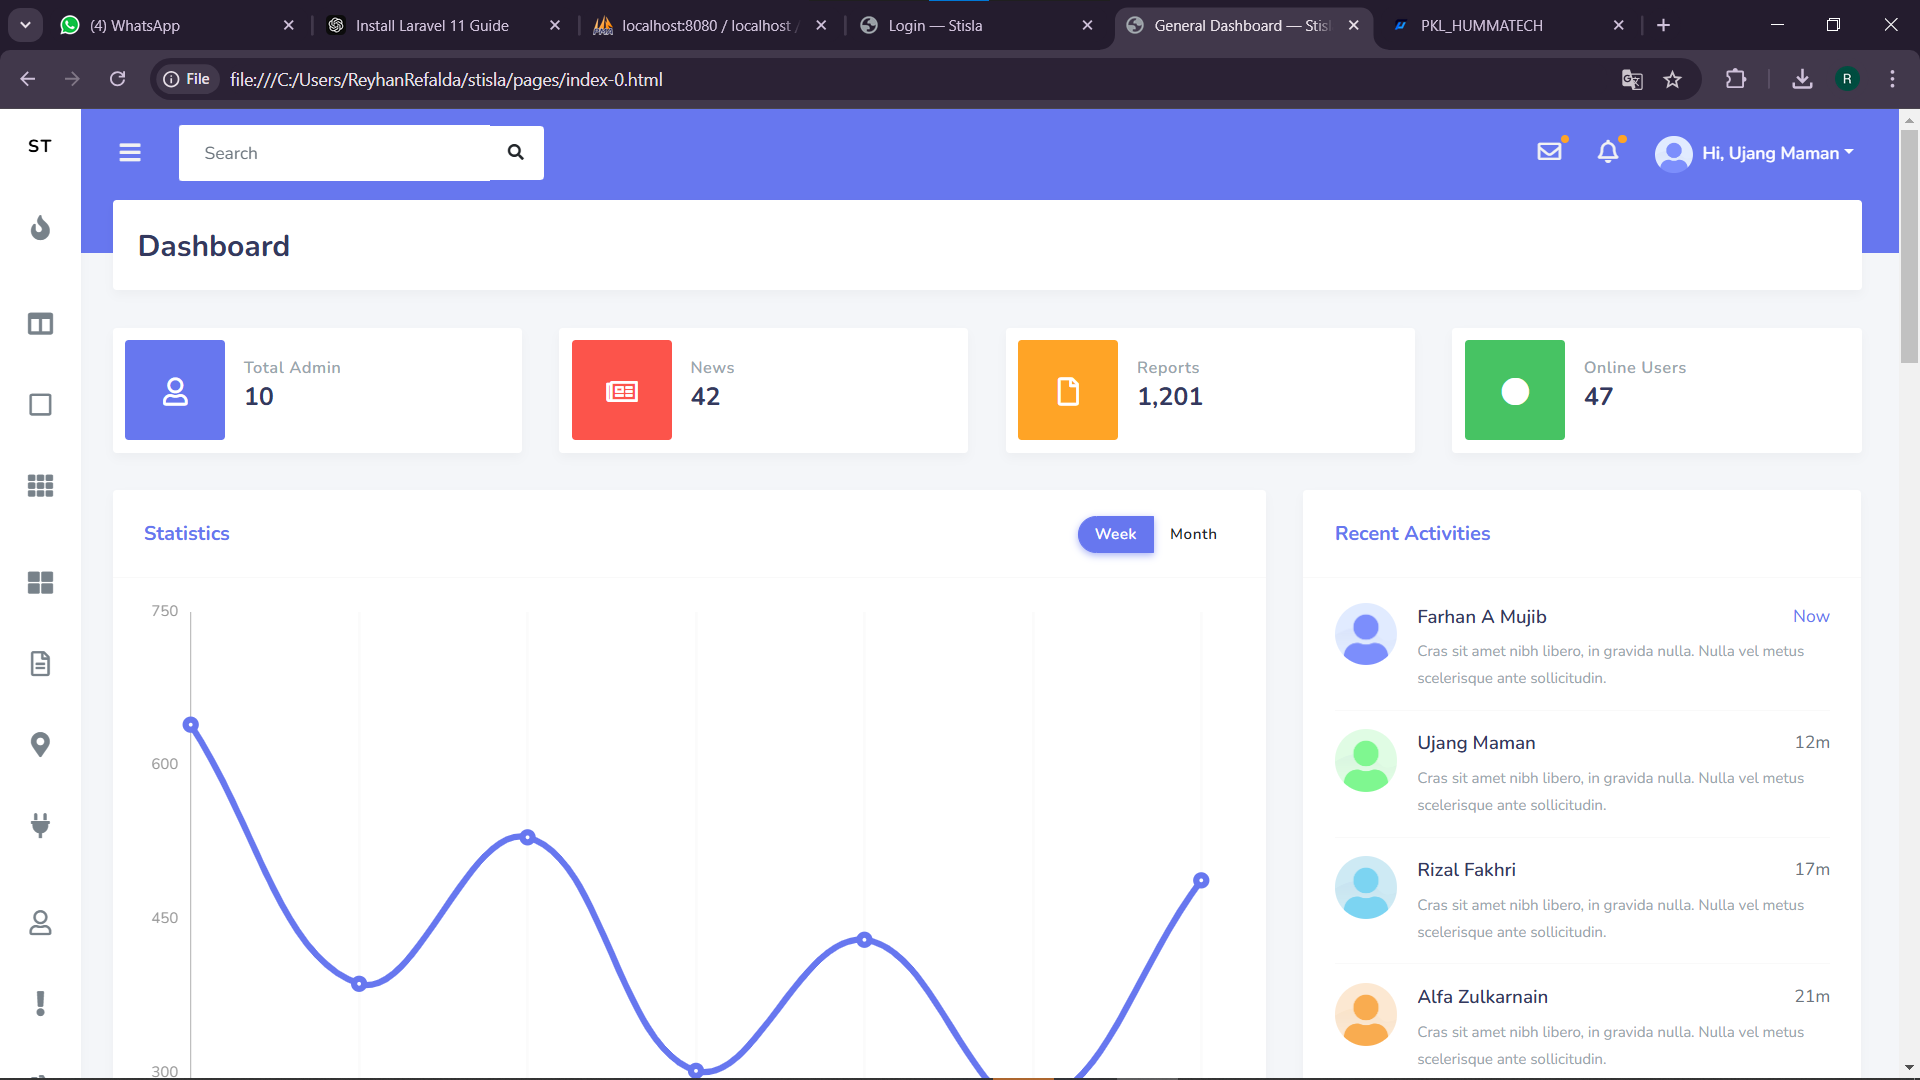 (4) WhatsApp
Install Laravel 11 Guide
localhost:8080 / localhost /
Login — Stisla
General Dashboard — Stisl
PKL_HUMMATECH
File
file:///C:/Users/ReyhanRefalda/stisla/pages/index-0.html
R
ST
Search
Hi, Ujang Maman
Dashboard
Total Admin
10
News
42
Reports
1,201
Online Users
47
Statistics
Week
Month
750
600
450
300
Recent Activities
Farhan A Mujib
Now
Cras sit amet nibh libero, in gravida nulla. Nulla vel metus
scelerisque ante sollicitudin.
Ujang Maman
12m
Cras sit amet nibh libero, in gravida nulla. Nulla vel metus
scelerisque ante sollicitudin.
Rizal Fakhri
17m
Cras sit amet nibh libero, in gravida nulla. Nulla vel metus
scelerisque ante sollicitudin.
Alfa Zulkarnain
21m
Cras sit amet nibh libero, in gravida nulla. Nulla vel metus
scelerisque ante sollicitudin.